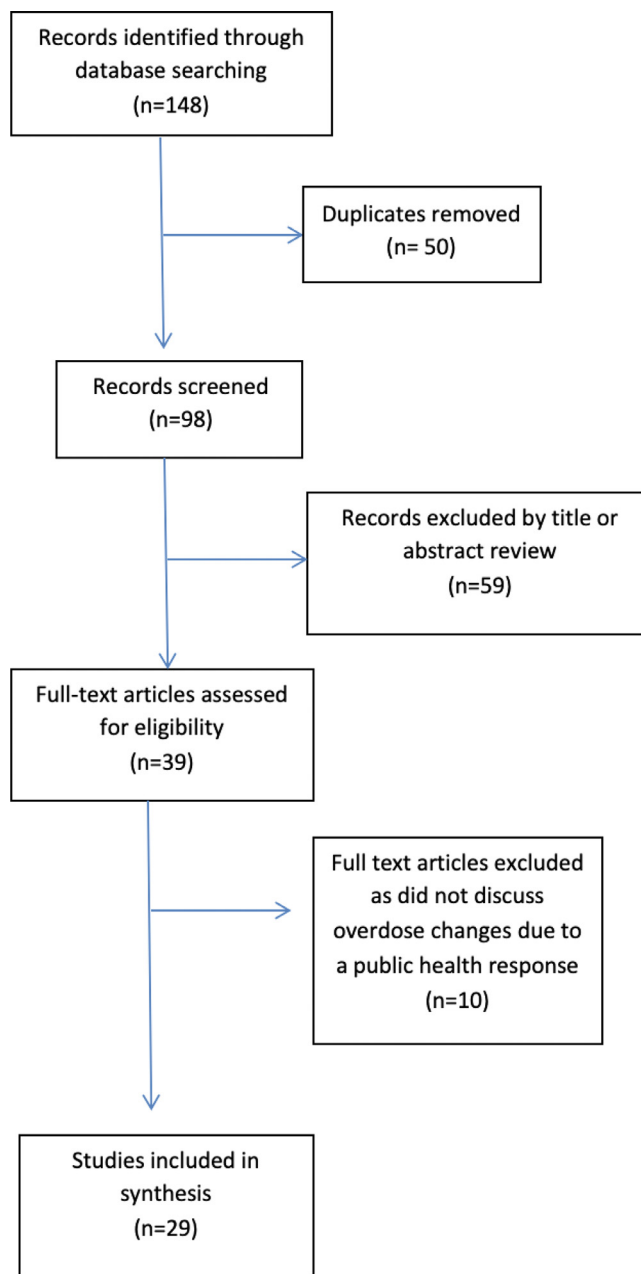 Records identified through
database searching
(n=148)
Duplicates removed
(n= 50)
Records screened
(n=98)
Records excluded by title or
abstract review
(n=59)
Full-text articles assessed
for eligibility
(n=39)
Full text articles excluded
as did not discuss
overdose changes due to
a public health response
(n=10)
Studies included in
synthesis
(n=29)